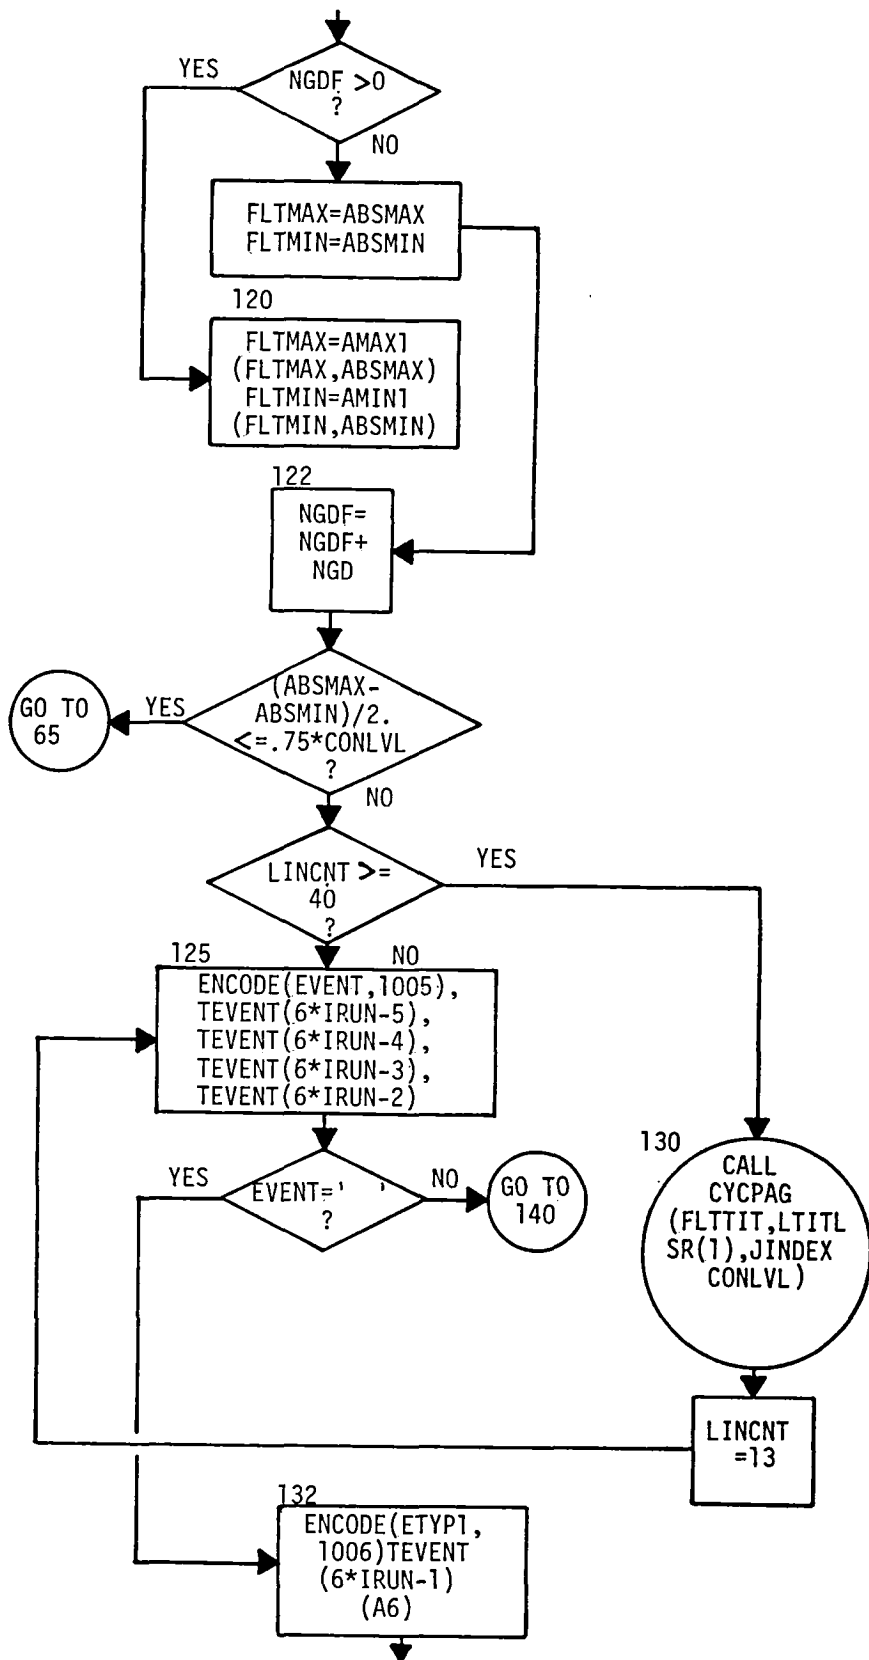 YES
NGDF >0
?
NO
FLTMAX=ABSMAX
FLTMIN=ABSMIN
120
FLTMAX=AMAX1
(FLTMAX,ABSMAX)
FLTMIN=AMIN1
(FLTMIN,ABSMIN)
122
NGDF=
NGDF+
NGD
(ABSMAX-
ABSMIN)/2.
<=.75*CONLVL
?
YES
GO TO
65
NO
LINCNT >=
40
?
YES
NO
125
ENCODE(EVENT,1005),
TEVENT(6*IRUN-5),
TEVENT(6*IRUN-4),
TEVENT(6*IRUN-3),
TEVENT(6*IRUN-2)
YES
EVENT=' '
?
NO
GO TO
140
130
CALL
CYCPAG
(FLTTIT,LTITL
SR(1),JINDEX
CONLVL)
LINCNT
=13
132
ENCODE(ETYP1,
1006)TEVENT
(6*IRUN-1)
(A6)